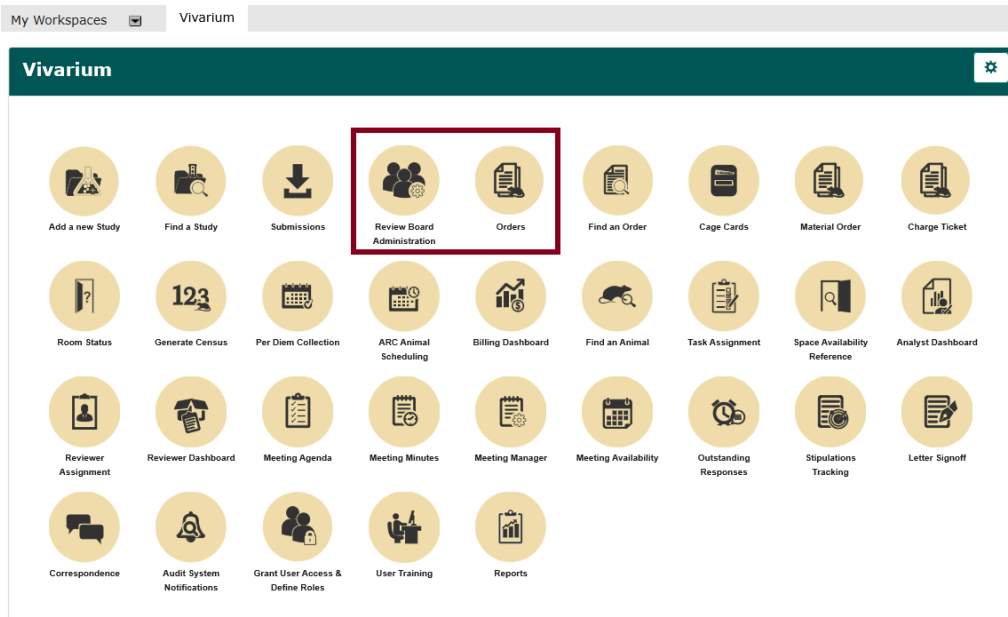 My Workspaces
Vivarium
Vivarium
Add a new Study
Find a Study
Submissions
Review Board
Administration
Orders
Find an Order
Cage Cards
Material Order
Charge Ticket
?
Room Status
123
Generate Census
Per Diem Collection
ARC Animal
Scheduling
$
Billing Dashboard
Find an Animal
Task Assignment
Space Availability
Reference
Analyst Dashboard
Reviewer
Assignment
Reviewer Dashboard
Meeting Agenda
Meeting Minutes
Meeting Manager
Meeting Availability
Outstanding
Responses
Stipulations
Tracking
Letter Signoff
Correspondence
Audit System
Notifications
Grant User Access &
Define Roles
User Training
Reports